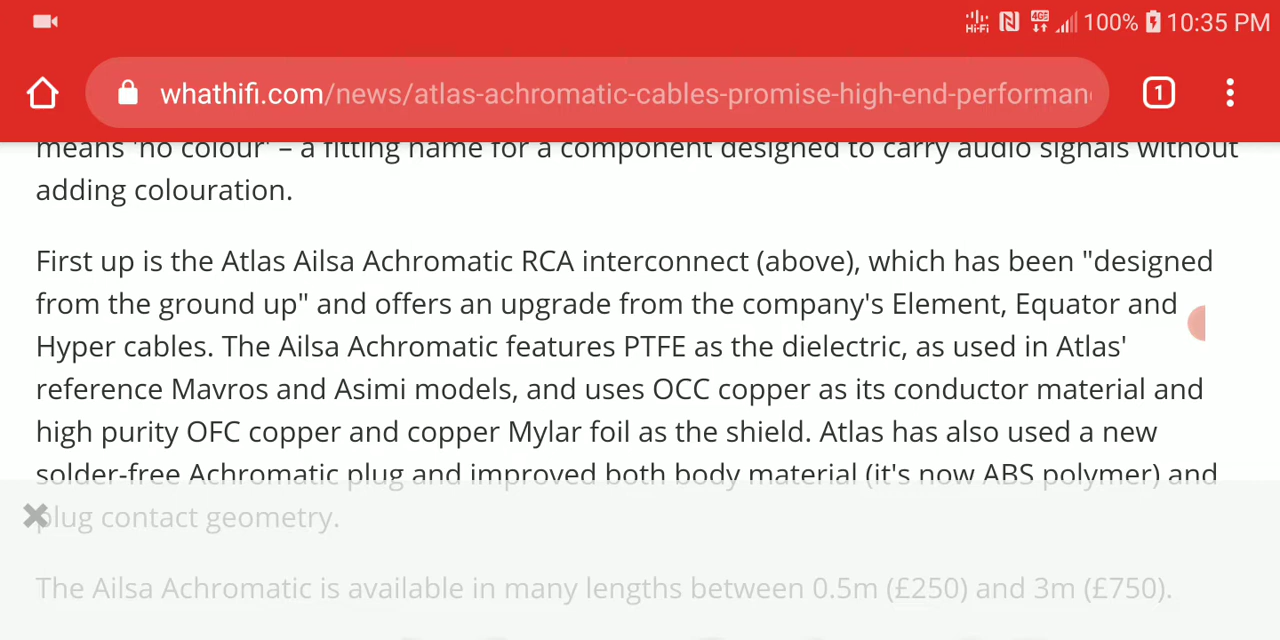 Hi-Fi 4GE 100% 10:35 PM
whathifi.com/news/atlas-achromatic-cables-promise-high-end-performan
1
means 'no colour' – a fitting name for a component designed to carry audio signals without
adding colouration.
First up is the Atlas Ailsa Achromatic RCA interconnect (above), which has been "designed
from the ground up" and offers an upgrade from the company's Element, Equator and
Hyper cables. The Ailsa Achromatic features PTFE as the dielectric, as used in Atlas'
reference Mavros and Asimi models, and uses OCC copper as its conductor material and
high purity OFC copper and copper Mylar foil as the shield. Atlas has also used a new
solder-free Achromatic plug and improved both body material (it's now ABS polymer) and
plug contact geometry.
The Ailsa Achromatic is available in many lengths between 0.5m (£250) and 3m (£750).